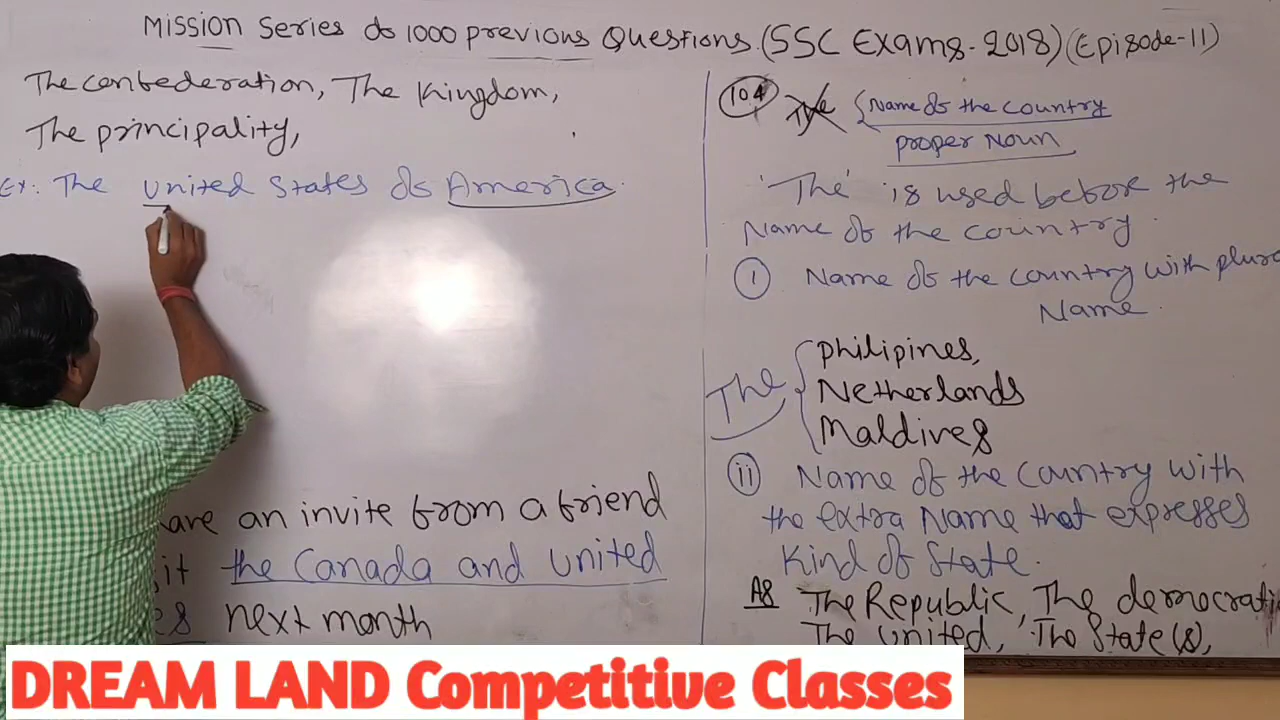 Mission Series of 1000 previous Questions. (SSC Exams-2018) (Episode-11)
The confederation, The Kingdom,
The principality,
Ex: The United States of America.
are an invite from a friend
it the Canada and United
es next month
104 The {Name of the country
proper Noun
'The' is used before the
Name of the country.
i Name of the country with plura
Name.
The { Philipines,
Netherlands
Maldives
ii Name of the country with
the extra Name that expresses
Kind of State.
As The Republic, The democrati
The United, The State(s),
DREAM LAND Competitive Classes